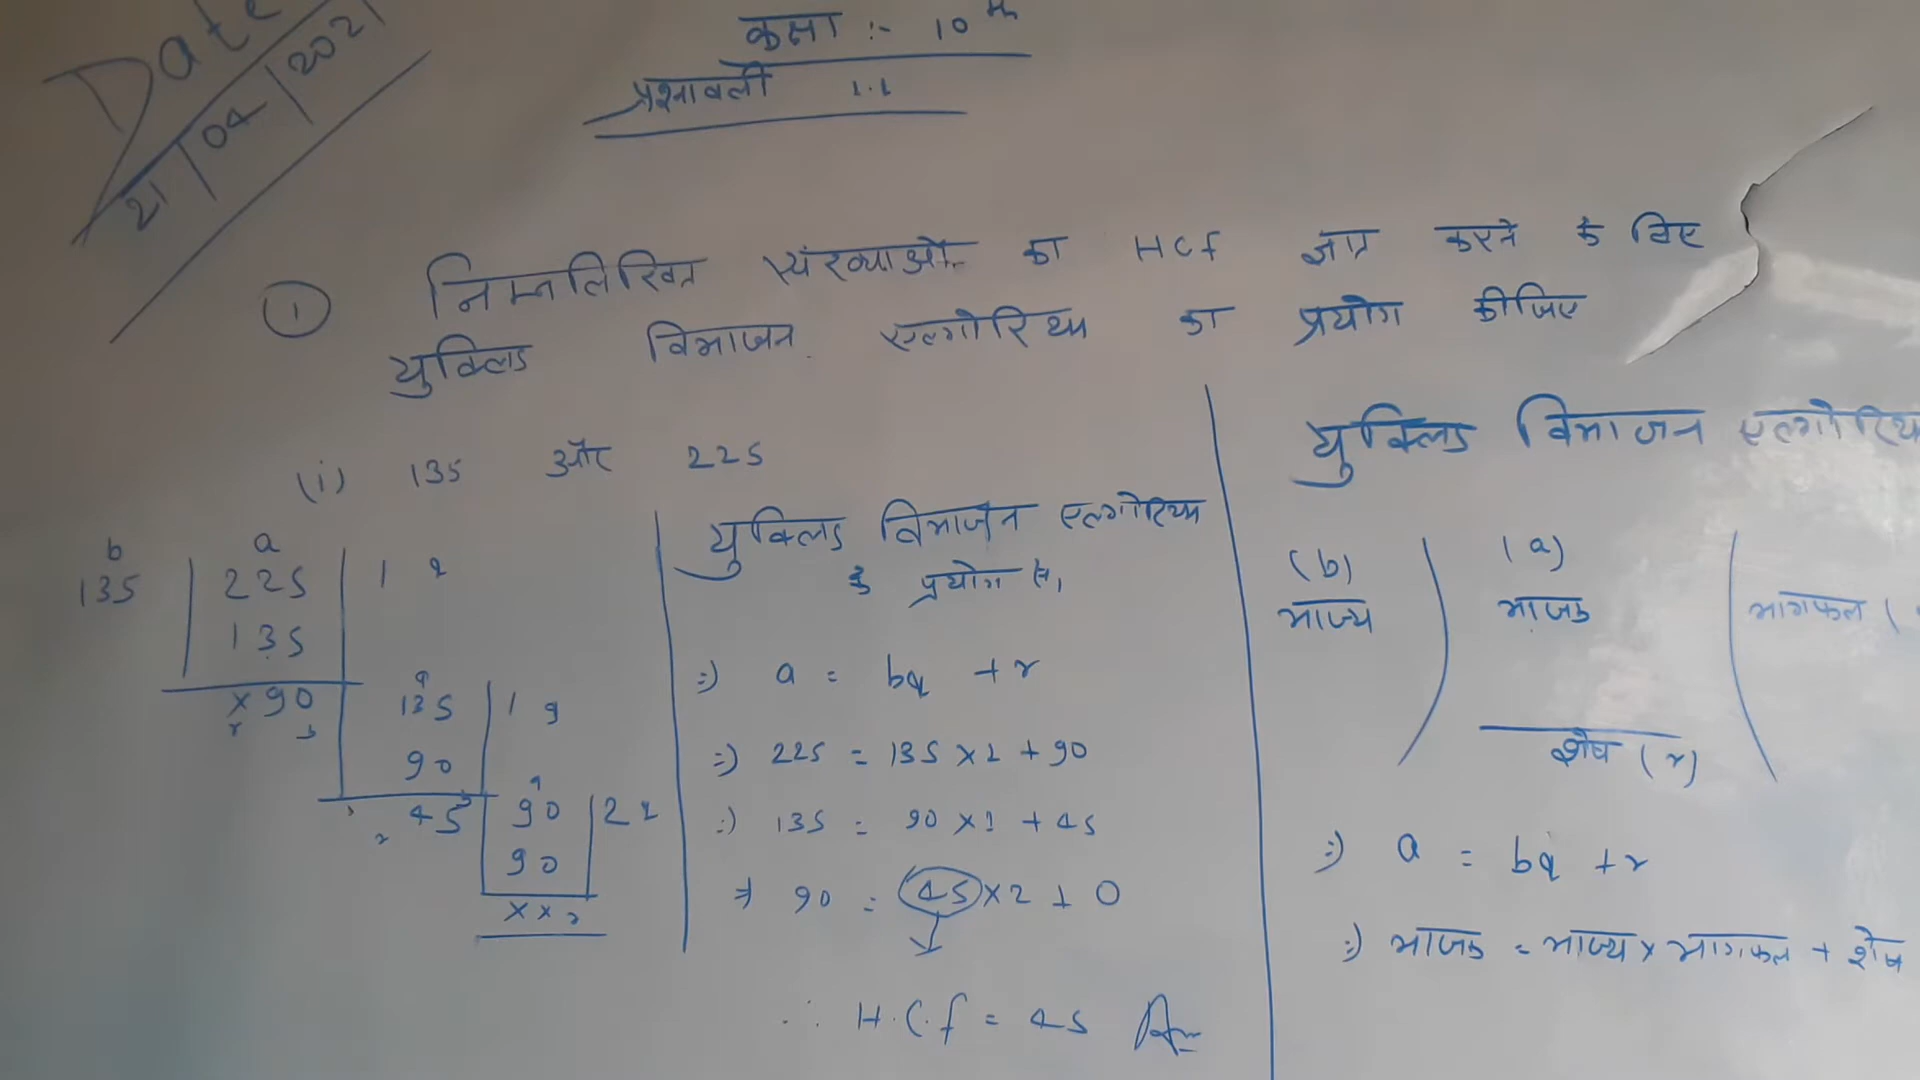 Date
21/04/202
कक्षा :- 10th
प्रश्नावली 1.1
① निम्नलिखित संख्याओं का HCF ज्ञात करने के लिए
युक्लिड विभाजन एल्गोरिथ्म का प्रयोग कीजिए
(i) 135 और 225
b a
135 225 1 q
135
x90 135 1 q
r b
90
45 90 2 q
90
x x r
युक्लिड विभाजन एल्गोरिथ्म
के प्रयोग से,
⇒ a = bq + r
⇒ 225 = 135 × 1 + 90
⇒ 135 = 90 × 1 + 45
⇒ 90 = 45 × 2 + 0
∴ H.C.f = 45 Ans
युक्लिड विभाजन एल्गोरिथ्म
(b) (a)
भाज्य भाजक भागफल (
शेष (r)
⇒ a = bq + r
⇒ भाजक = भाज्य × भागफल + शेष